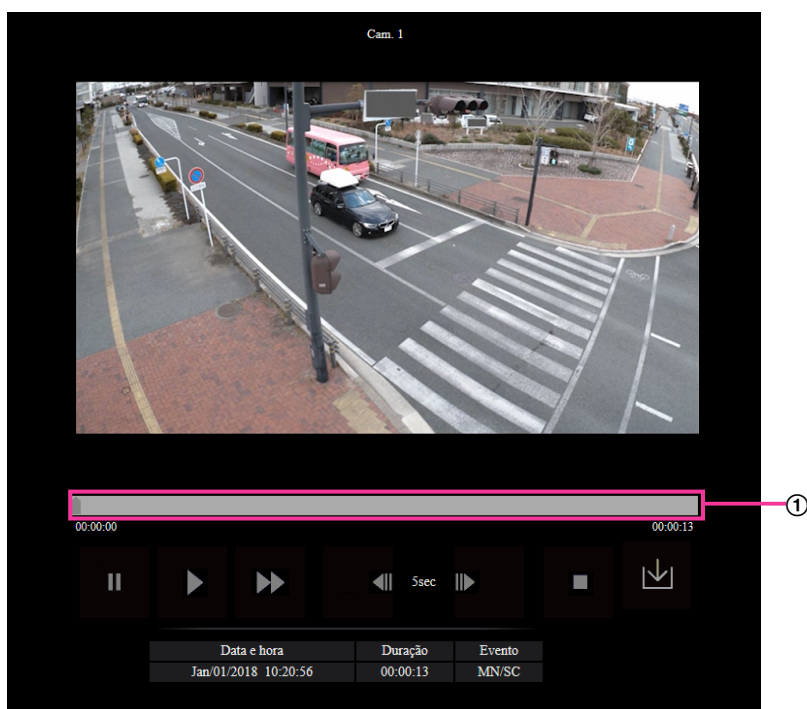 Cam. 1
①
00:00:00 00:00:13
5sec
Data e hora Duração Evento
Jan/01/2018 10:20:56 00:00:13 MN/SC